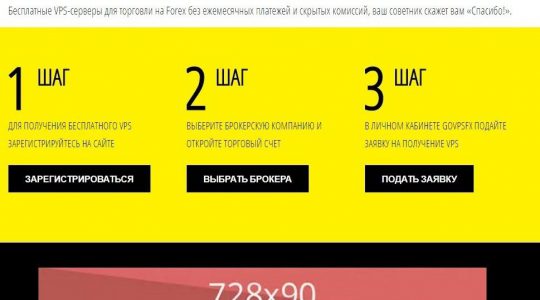 Бесплатные VPS-серверы для торговли на Forex без ежемесячных платежей и скрытых комиссий, ваш советник скажет вам «Спасибо!».
1 ШАГ
ДЛЯ ПОЛУЧЕНИЯ БЕСПЛАТНОГО VPS
ЗАРЕГИСТРИРУЙТЕСЬ НА САЙТЕ
ЗАРЕГИСТРИРОВАТЬСЯ
2 ШАГ
ВЫБЕРИТЕ БРОКЕРСКУЮ КОМПАНИЮ И
ОТКРОЙТЕ ТОРГОВЫЙ СЧЕТ
ВЫБРАТЬ БРОКЕРА
3 ШАГ
В ЛИЧНОМ КАБИНЕТЕ GOVPSFX ПОДАЙТЕ
ЗАЯВКУ НА ПОЛУЧЕНИЕ VPS
ПОДАТЬ ЗАЯВКУ
728x90